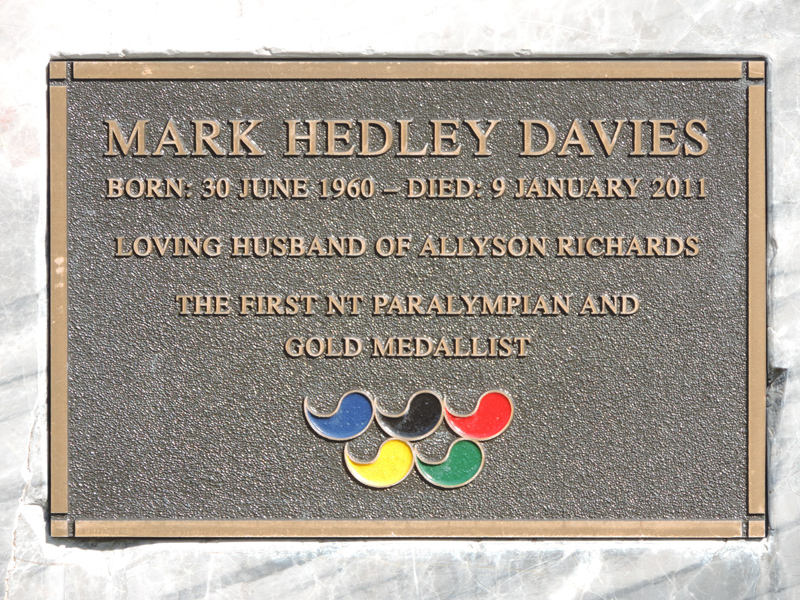 MARK HEDLEY DAVIES
BORN: 30 JUNE 1960 – DIED: 9 JANUARY 2011
LOVING HUSBAND OF ALLYSON RICHARDS
THE FIRST NT PARALYMPIAN AND
GOLD MEDALLIST